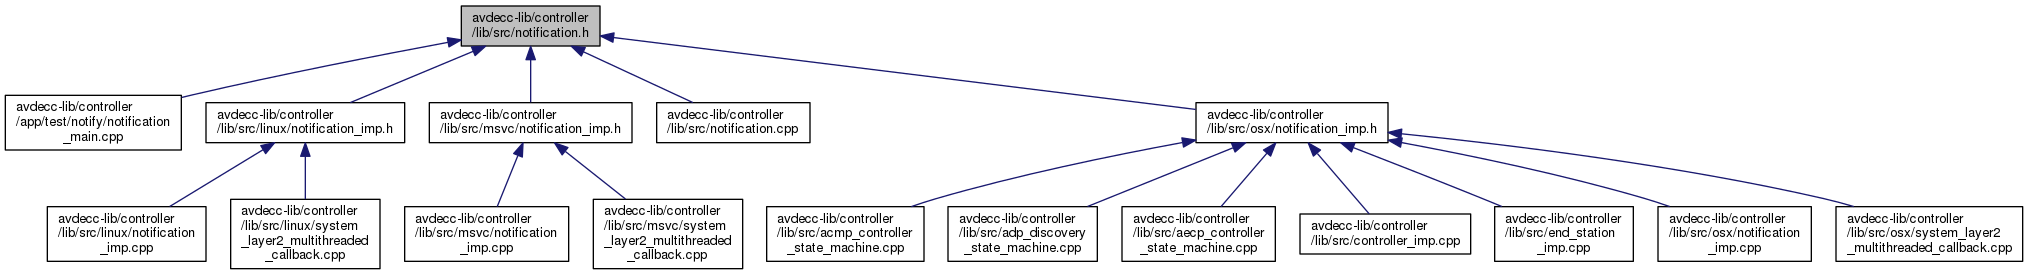 avdecc-lib/controller
/lib/src/notification.h
avdecc-lib/controller
/app/test/notify/notification
_main.cpp
avdecc-lib/controller
/lib/src/linux/notification_imp.h
avdecc-lib/controller
/lib/src/msvc/notification_imp.h
avdecc-lib/controller
/lib/src/notification.cpp
avdecc-lib/controller
/lib/src/osx/notification_imp.h
avdecc-lib/controller
/lib/src/linux/notification
_imp.cpp
avdecc-lib/controller
/lib/src/linux/system
_layer2_multithreaded
_callback.cpp
avdecc-lib/controller
/lib/src/msvc/notification
_imp.cpp
avdecc-lib/controller
/lib/src/msvc/system
_layer2_multithreaded
_callback.cpp
avdecc-lib/controller
/lib/src/acmp_controller
_state_machine.cpp
avdecc-lib/controller
/lib/src/adp_discovery
_state_machine.cpp
avdecc-lib/controller
/lib/src/aecp_controller
_state_machine.cpp
avdecc-lib/controller
/lib/src/controller_imp.cpp
avdecc-lib/controller
/lib/src/end_station
_imp.cpp
avdecc-lib/controller
/lib/src/osx/notification
_imp.cpp
avdecc-lib/controller
/lib/src/osx/system_layer2
_multithreaded_callback.cpp